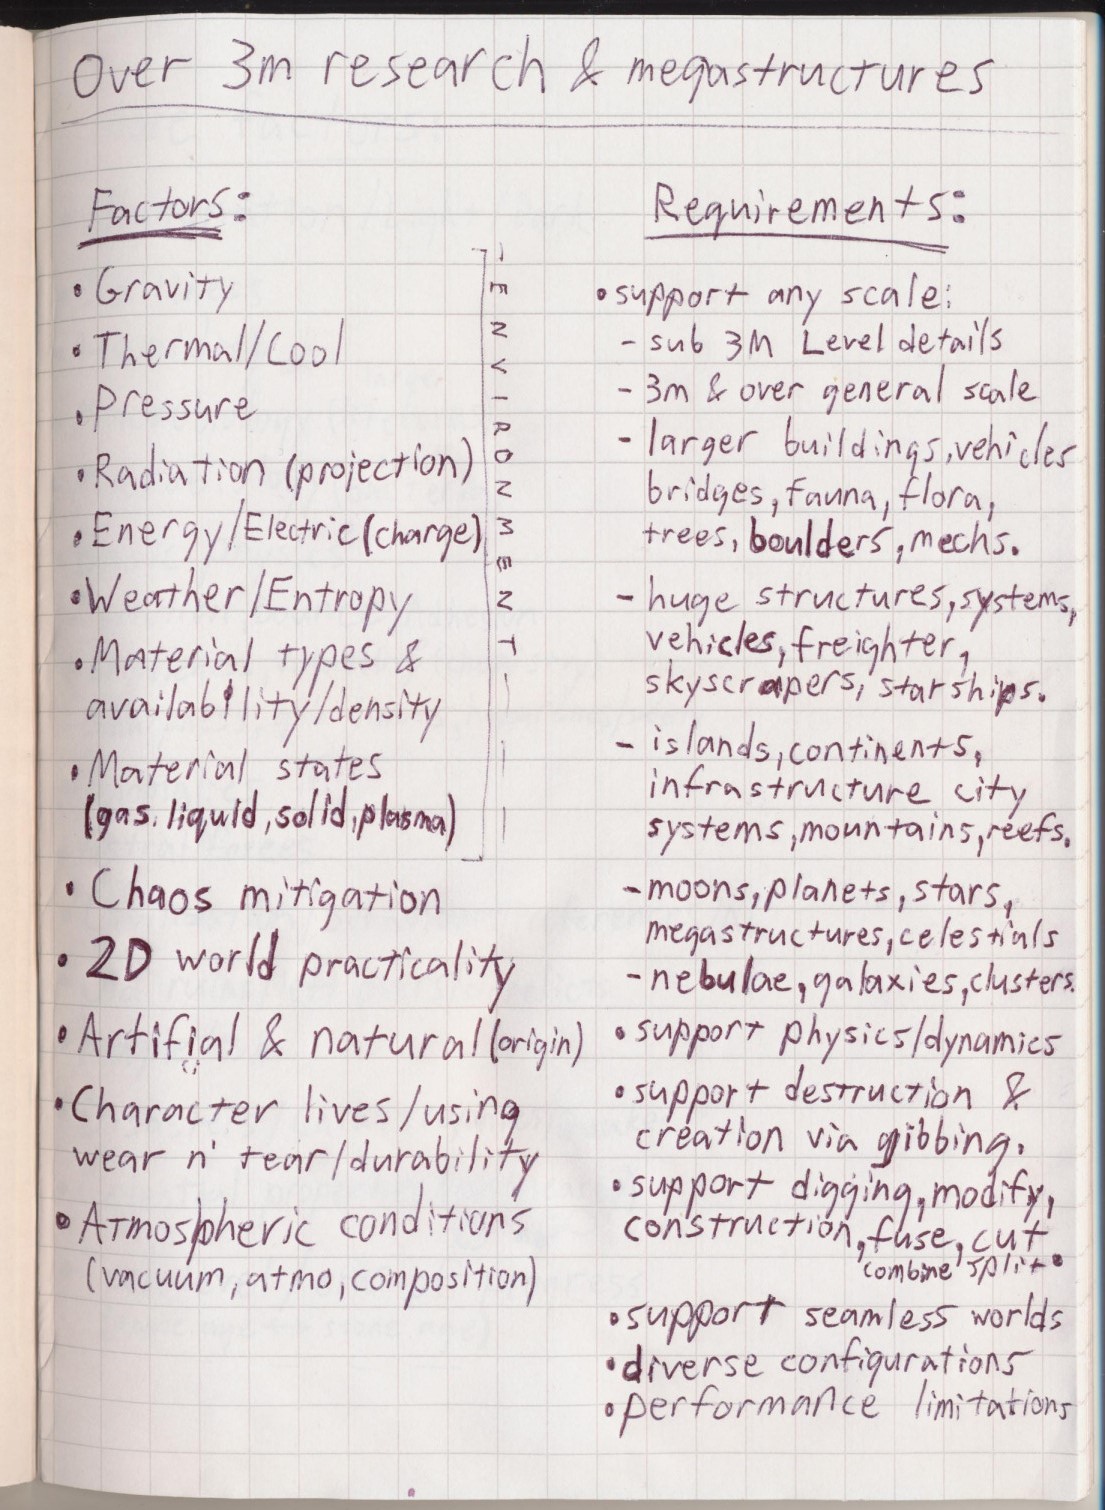 Over 3m research & megastructures
Factors:
• Gravity
• Thermal/Cool
• Pressure
• Radiation (projection)
• Energy/Electric (charge)
• Weather/Entropy
• Material types &
availability/density
• Material states
(gas, liquid, solid, plasma)
ENVIRONMENT
• Chaos mitigation
• 2D world practicality
• Artifial & natural (origin)
• Character lives/using
wear n' tear/durability
• Atmospheric conditions
(vacuum, atmo, composition)
Requirements:
• support any scale:
- sub 3M Level details
- 3m & over general scale
- larger buildings, vehicles
bridges, fauna, flora,
trees, boulders, mechs.
- huge structures, systems,
vehicles, freighter,
skyscrapers, starships.
- islands, continents,
infrastructure city
systems, mountains, reefs.
- moons, planets, stars,
megastructures, celestials
- nebulae, galaxies, clusters.
• support physics/dynamics
• support destruction &
creation via gibbing.
• support digging, modify,
construction, fuse, cut
combine split.
• support seamless worlds
• diverse configurations
• performance limitations